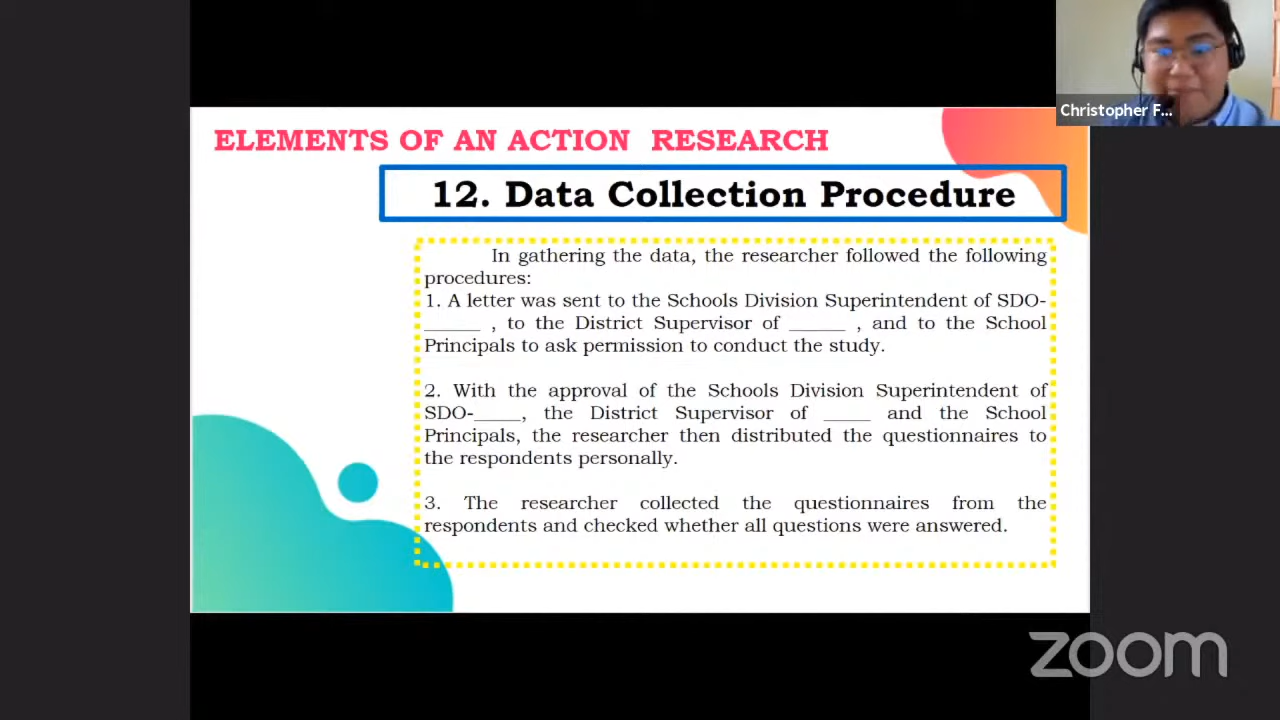 Christopher F...
ELEMENTS OF AN ACTION RESEARCH
12. Data Collection Procedure
In gathering the data, the researcher followed the following
procedures:
1. A letter was sent to the Schools Division Superintendent of SDO-
______ , to the District Supervisor of ______ , and to the School
Principals to ask permission to conduct the study.
2. With the approval of the Schools Division Superintendent of
SDO-_____, the District Supervisor of _____ and the School
Principals, the researcher then distributed the questionnaires to
the respondents personally.
3. The researcher collected the questionnaires from the
respondents and checked whether all questions were answered.
zoom